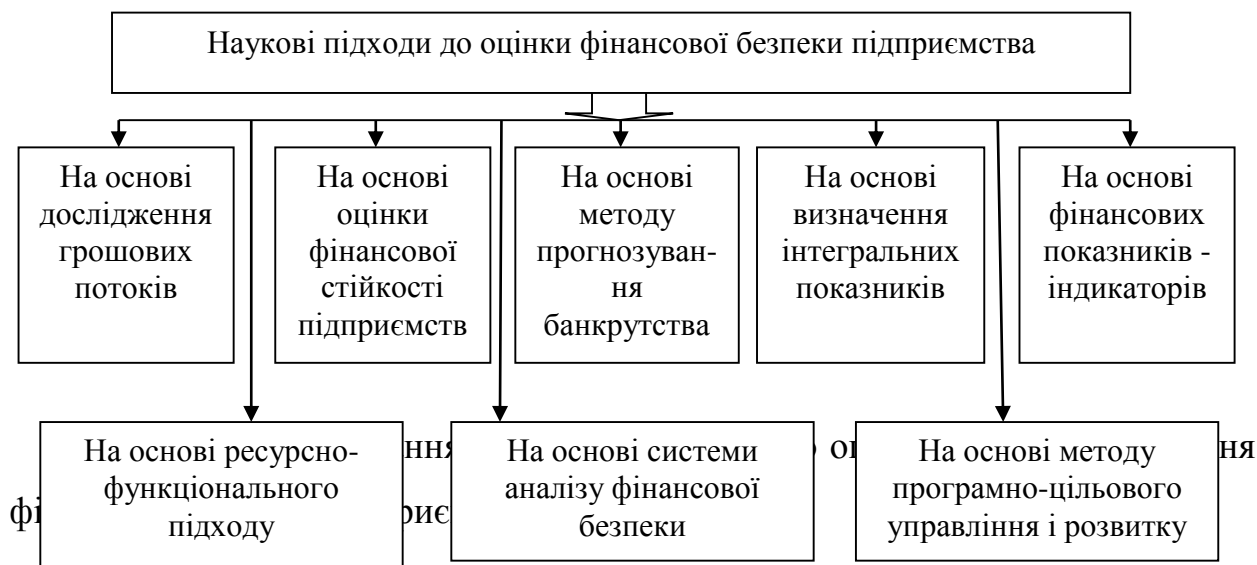 Наукові підходи до оцінки фінансової безпеки підприємства
На основі
дослідження
грошових
потоків
На основі
оцінки
фінансової
стійкості
підприємств
На основі
методу
прогнозуван-
ня
банкрутства
На основі
визначення
інтегральних
показників
На основі
фінансових
показників -
індикаторів
На основі ресурсно-
функціонального
підходу
На основі системи
аналізу фінансової
безпеки
На основі методу
програмно-цільового
управління і розвитку